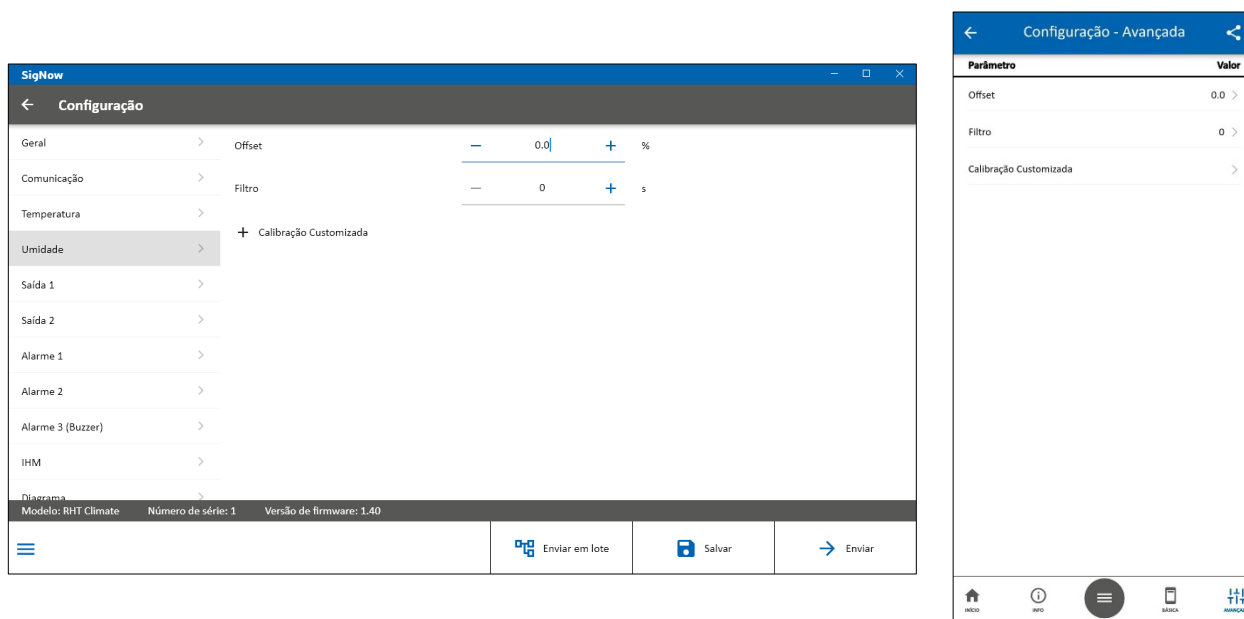 SigNow
Configuração
Geral
Comunicação
Temperatura
Umidade
Saída 1
Saída 2
Alarme 1
Alarme 2
Alarme 3 (Buzzer)
IHM
Diagrama
Offset 0.0 %
Filtro 0 s
Calibração Customizada
Modelo: RHT Climate Número de série: 1 Versão de firmware: 1.40
Enviar em lote Salvar Enviar
Configuração - Avançada
Parâmetro Valor
Offset 0.0
Filtro 0
Calibração Customizada
INÍCIO INFO BÁSICA